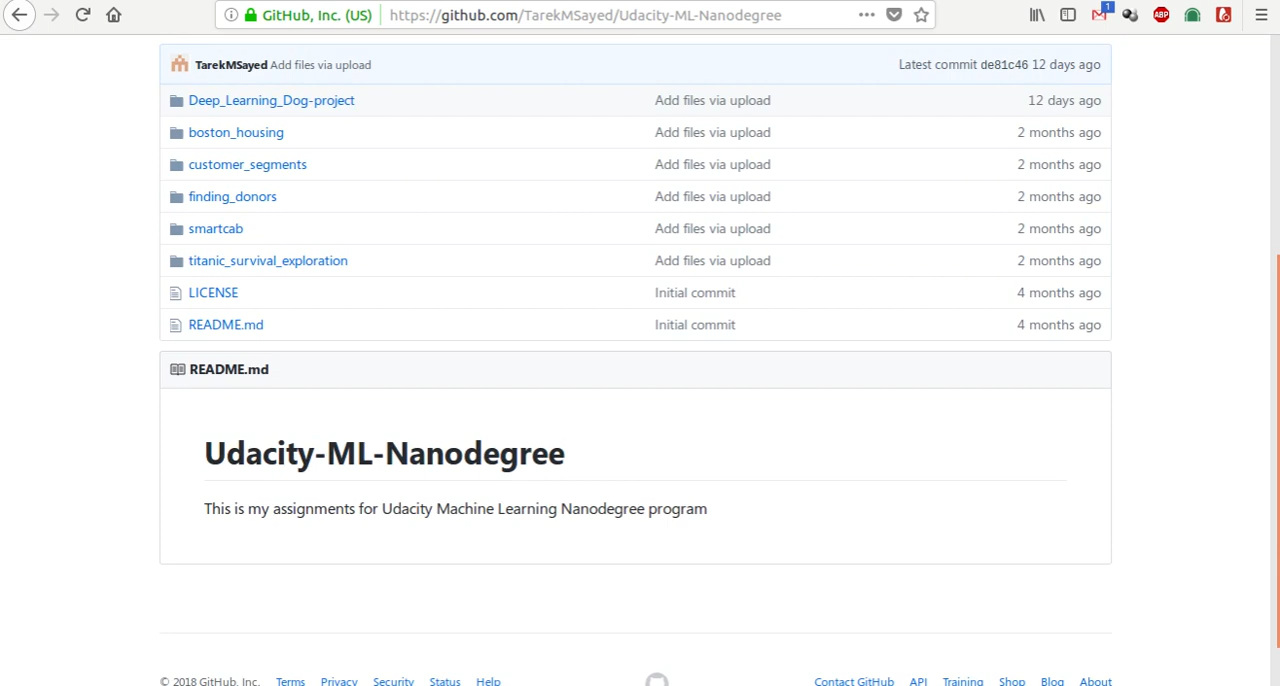 GitHub, Inc. (US) https://github.com/TarekMSayed/Udacity-ML-Nanodegree
1
ABP
TarekMSayed Add files via upload Latest commit de81c46 12 days ago
Deep_Learning_Dog-project Add files via upload 12 days ago
boston_housing Add files via upload 2 months ago
customer_segments Add files via upload 2 months ago
finding_donors Add files via upload 2 months ago
smartcab Add files via upload 2 months ago
titanic_survival_exploration Add files via upload 2 months ago
LICENSE Initial commit 4 months ago
README.md Initial commit 4 months ago
README.md
Udacity-ML-Nanodegree
This is my assignments for Udacity Machine Learning Nanodegree program
© 2018 GitHub, Inc. Terms Privacy Security Status Help Contact GitHub API Training Shop Blog About